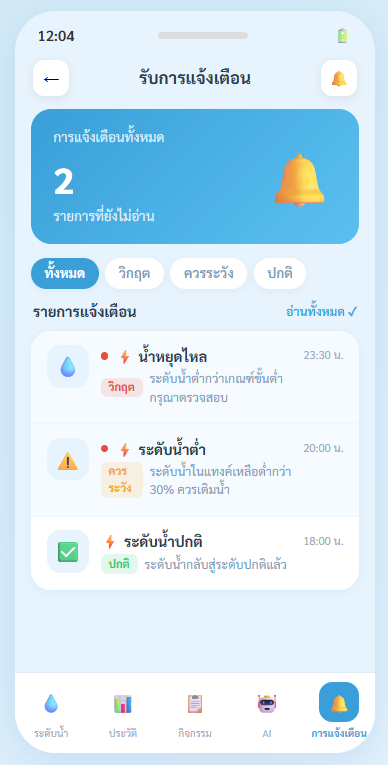 12:04
รับการแจ้งเตือน
การแจ้งเตือนทั้งหมด
2
รายการที่ยังไม่อ่าน
ทั้งหมด วิกฤต ควรระวัง ปกติ
รายการแจ้งเตือน อ่านทั้งหมด ✓
น้ำหยุดไหล 23:30 น.
วิกฤต ระดับน้ำต่ำกว่าเกณฑ์ขั้นต่ำ
กรุณาตรวจสอบ
ระดับน้ำต่ำ 20:00 น.
ควร ระดับน้ำในแทงค์เหลือต่ำกว่า
ระวัง 30% ควรเติมน้ำ
ระดับน้ำปกติ 18:00 น.
ปกติ ระดับน้ำกลับสู่ระดับปกติแล้ว
ระดับน้ำ ประวัติ กิจกรรม AI การแจ้งเตือน